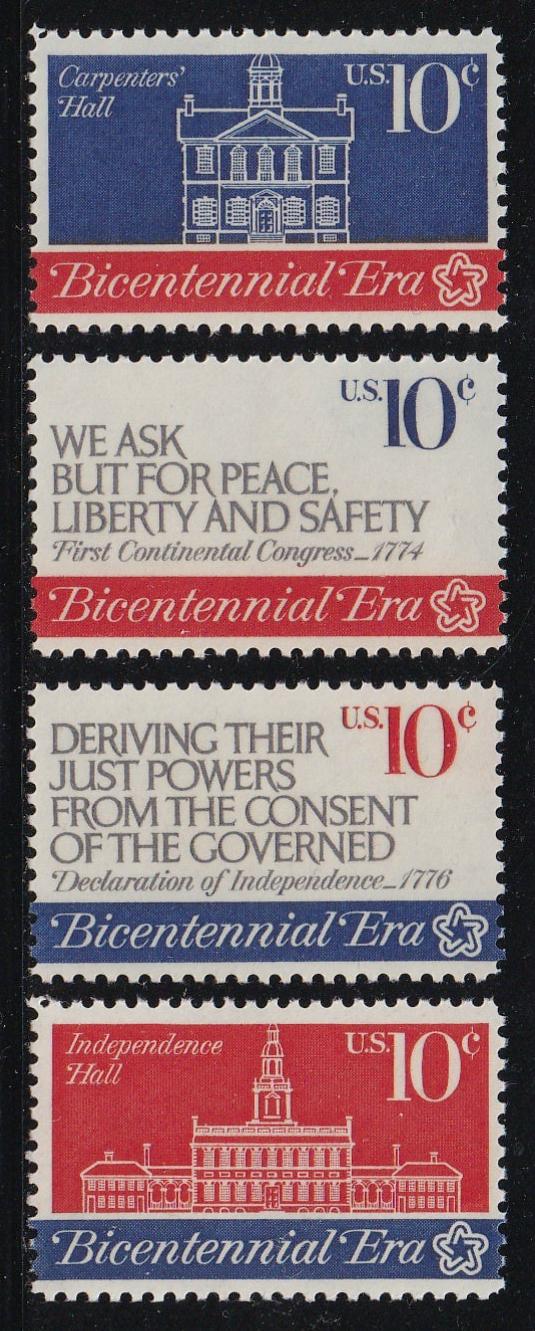 Carpenters' U.S. 10¢
Hall
Bicentennial Era
U.S. 10¢
WE ASK
BUT FOR PEACE,
LIBERTY AND SAFETY
First Continental Congress_1774
Bicentennial Era
U.S. 10¢
DERIVING THEIR
JUST POWERS
FROM THE CONSENT
OF THE GOVERNED
Declaration of Independence_1776
Bicentennial Era
Independence U.S. 10¢
Hall
Bicentennial Era